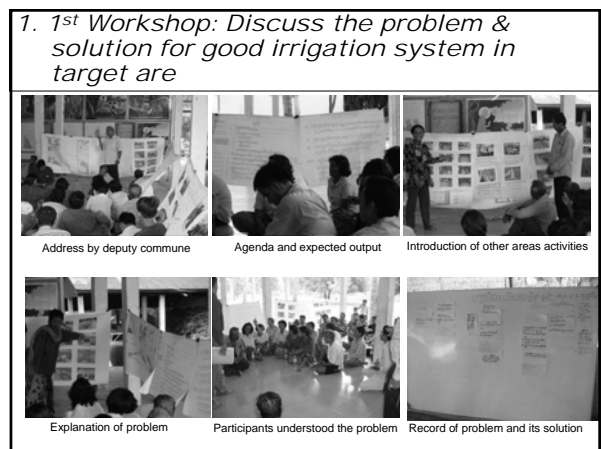 1. 1st Workshop: Discuss the problem &
solution for good irrigation system in
target are
Address by deputy commune
Agenda and expected output
Introduction of other areas activities
Explanation of problem
Participants understood the problem
Record of problem and its solution